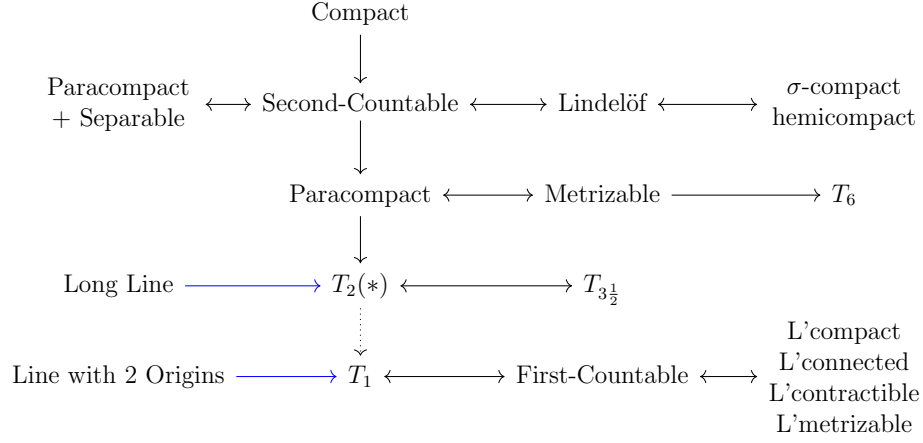 Compact
Paracompact
+ Separable
Second-Countable
Lindelöf
σ-compact
hemicompact
Paracompact
Metrizable
T₆
Long Line
T₂(∗)
T₃½
Line with 2 Origins
T₁
First-Countable
L'compact
L'connected
L'contractible
L'metrizable